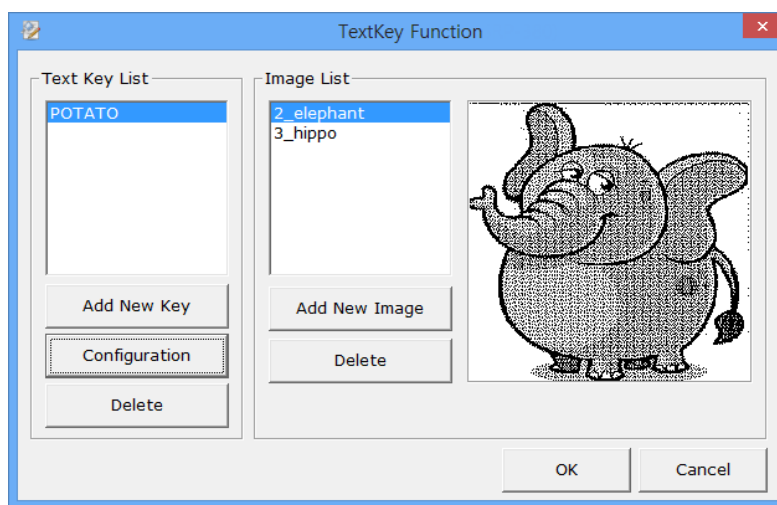 TextKey Function
Text Key List
POTATO
Add New Key
Configuration
Delete
Image List
2_elephant
3_hippo
Add New Image
Delete
OK
Cancel